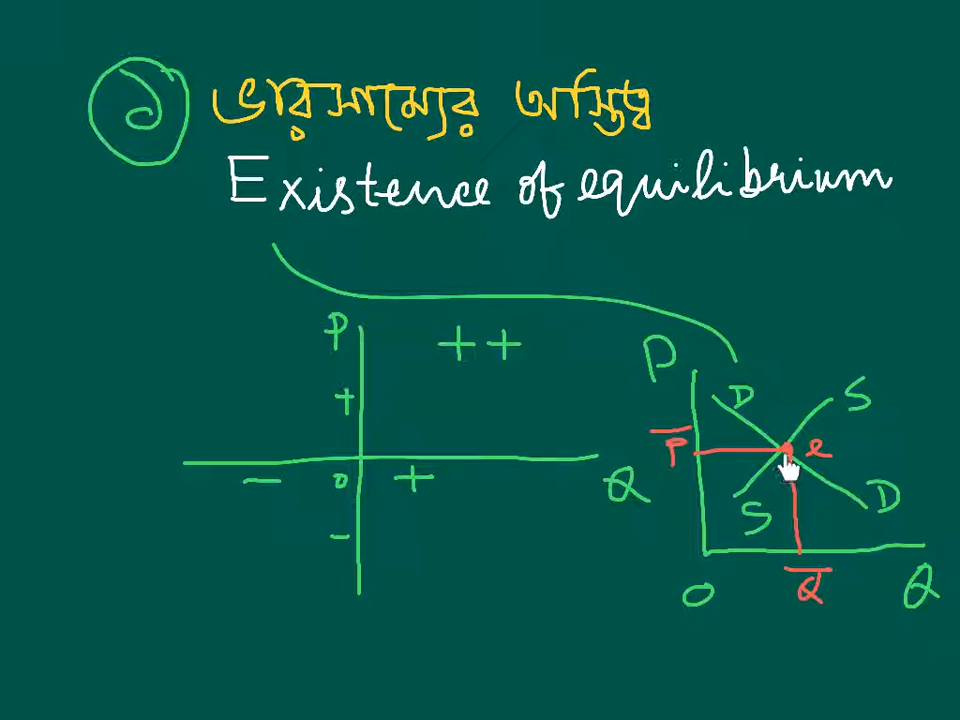 ১
ভারসাম্যের অস্তিত্ব
Existence of equilibrium
P
+ +
+
- 0 + Q
-
P
D S
P̅ e
S D
Q̅
O Q